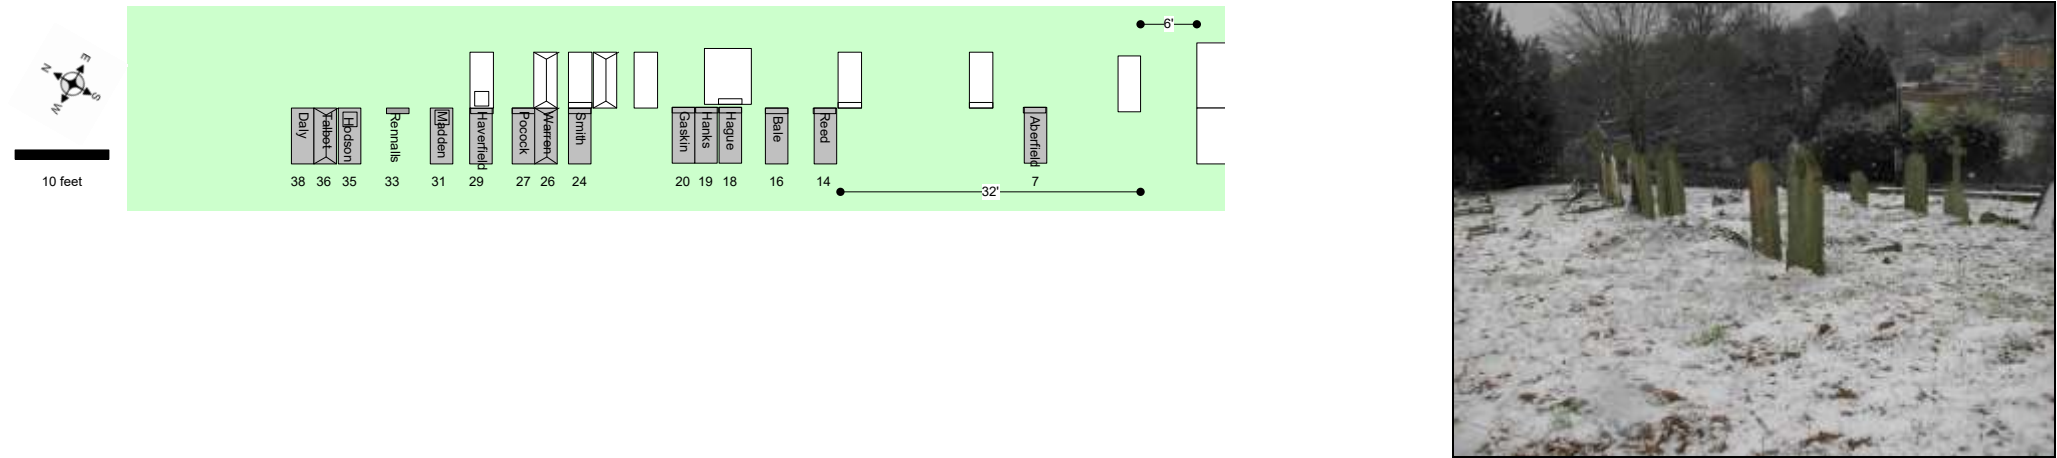 6'
N
E
S
W
10 feet
Daly
Talbot
Hodson
Rennalls
Madden
Haverfield
Pocock
Warren
Smith
Gaskin
Hanks
Hague
Bale
Reed
Aberfield
38 36 35 33 31 29 27 26 24 20 19 18 16 14 7
32'